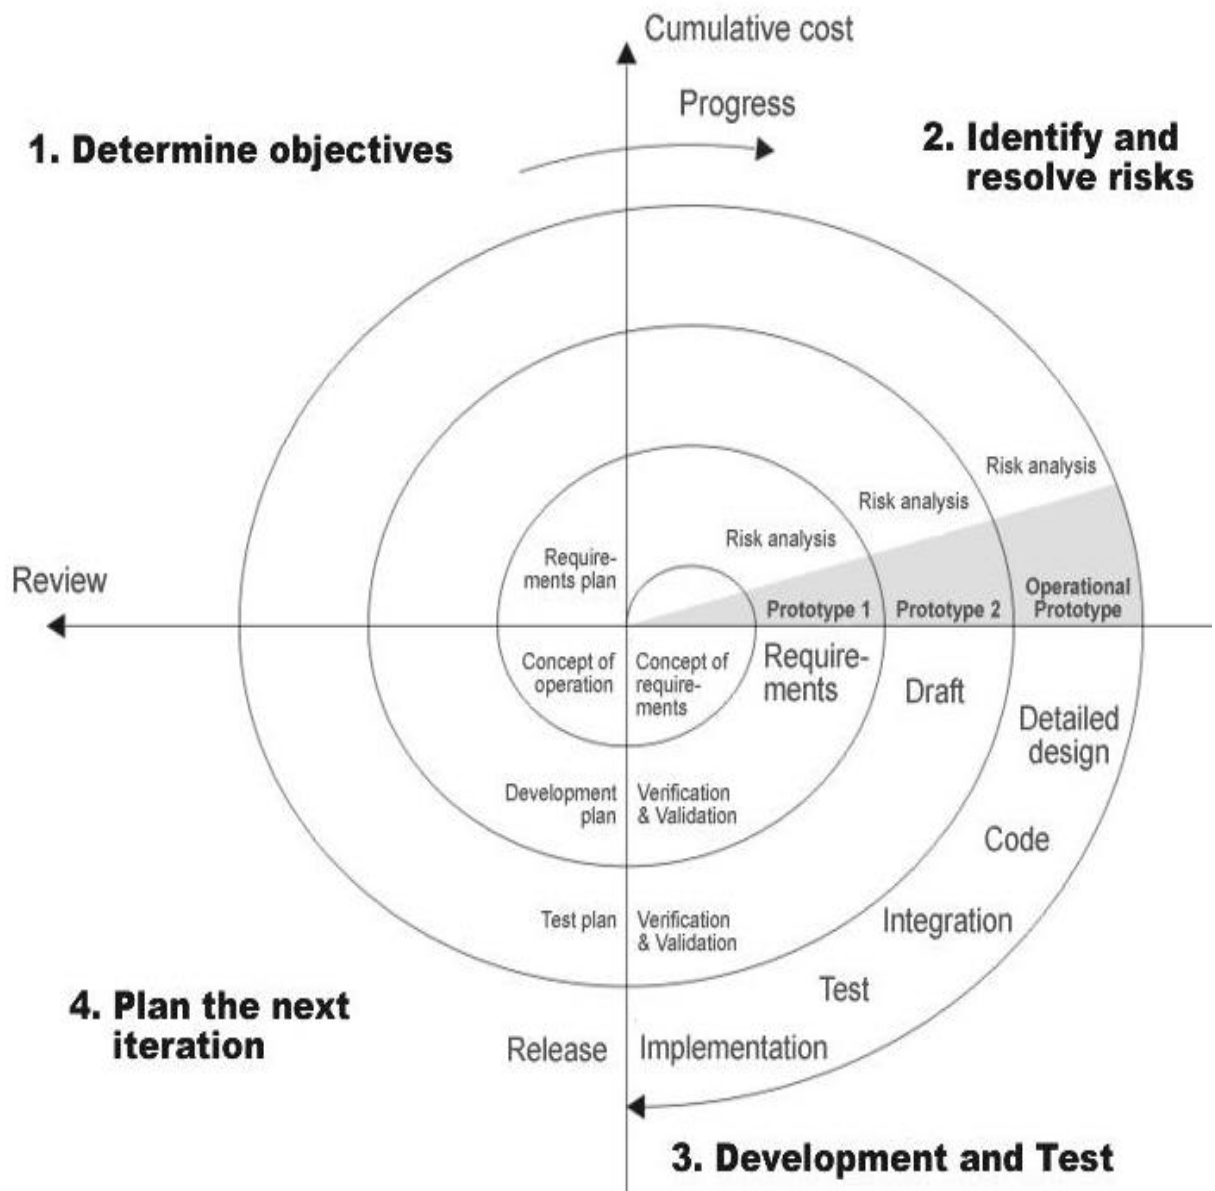 Cumulative cost
Progress
1. Determine objectives
2. Identify and
resolve risks
Risk analysis
Risk analysis
Risk analysis
Require-
ments plan
Review
Operational
Prototype
Prototype 1
Prototype 2
Concept of
operation
Concept of
require-
ments
Require-
ments
Draft
Detailed
design
Development
plan
Verification
& Validation
Code
Test plan
Verification
& Validation
Integration
Test
4. Plan the next
iteration
Release
Implementation
3. Development and Test